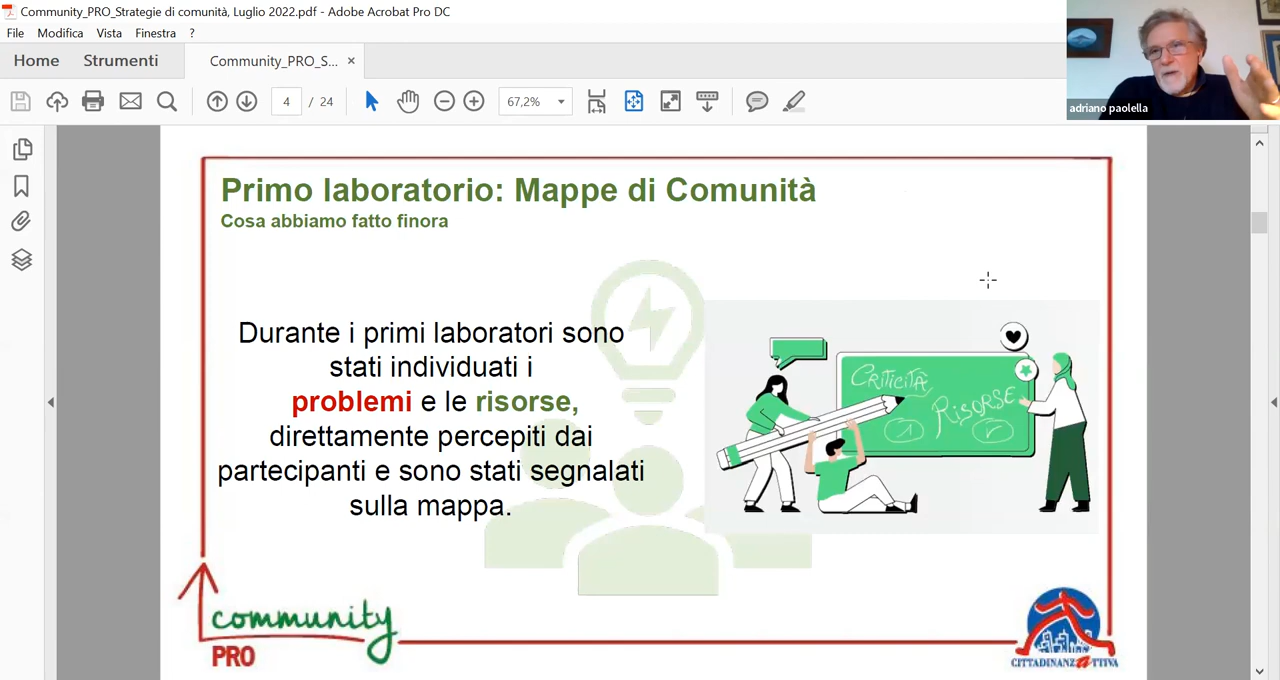 Community_PRO_Strategie di comunità, Luglio 2022.pdf - Adobe Acrobat Pro DC
File Modifica Vista Finestra ?
Home Strumenti Community_PRO_S... ×
4 / 24 67,2%
adriano paolella
Primo laboratorio: Mappe di Comunità
Cosa abbiamo fatto finora
Durante i primi laboratori sono
stati individuati i
problemi e le risorse,
direttamente percepiti dai
partecipanti e sono stati segnalati
sulla mappa.
CRITICITÀ
RISORSE
community
PRO
CITTADINANZATTIVA